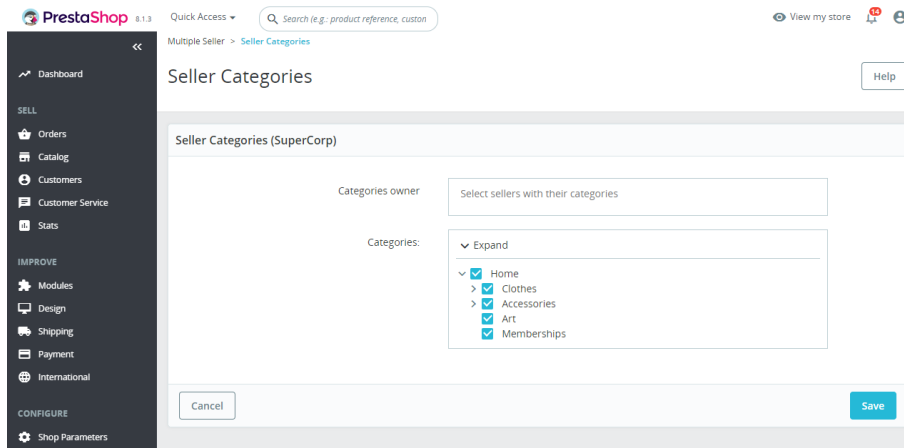 PrestaShop 8.1.3
Quick Access
Search (e.g.: product reference, custon
View my store
14
Multiple Seller > Seller Categories
Seller Categories
Help
Dashboard
SELL
Orders
Catalog
Customers
Customer Service
Stats
IMPROVE
Modules
Design
Shipping
Payment
International
CONFIGURE
Shop Parameters
Seller Categories (SuperCorp)
Categories owner
Select sellers with their categories
Categories:
Expand
Home
Clothes
Accessories
Art
Memberships
Cancel
Save